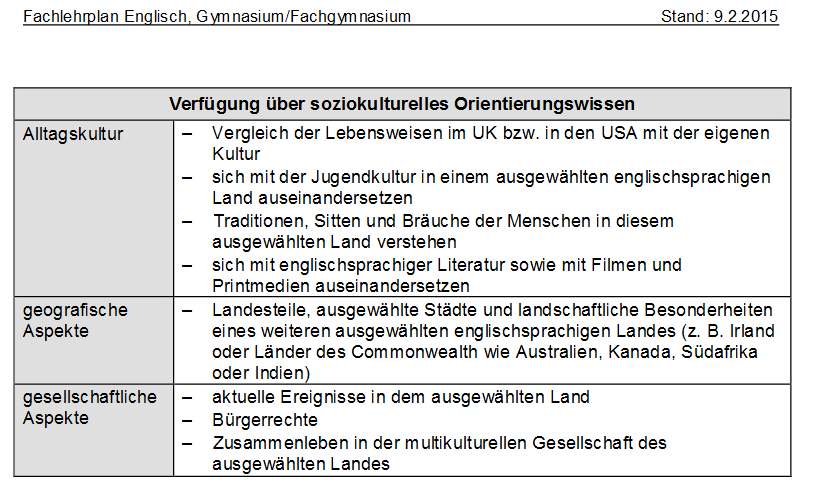 Fachlehrplan Englisch, Gymnasium/Fachgymnasium Stand: 9.2.2015
Verfügung über soziokulturelles Orientierungswissen
Alltagskultur – Vergleich der Lebensweisen im UK bzw. in den USA mit der eigenen
Kultur
– sich mit der Jugendkultur in einem ausgewählten englischsprachigen
Land auseinandersetzen
– Traditionen, Sitten und Bräuche der Menschen in diesem
ausgewählten Land verstehen
– sich mit englischsprachiger Literatur sowie mit Filmen und
Printmedien auseinandersetzen
geografische – Landesteile, ausgewählte Städte und landschaftliche Besonderheiten
Aspekte eines weiteren ausgewählten englischsprachigen Landes (z. B. Irland
oder Länder des Commonwealth wie Australien, Kanada, Südafrika
oder Indien)
gesellschaftliche – aktuelle Ereignisse in dem ausgewählten Land
Aspekte – Bürgerrechte
– Zusammenleben in der multikulturellen Gesellschaft des
ausgewählten Landes